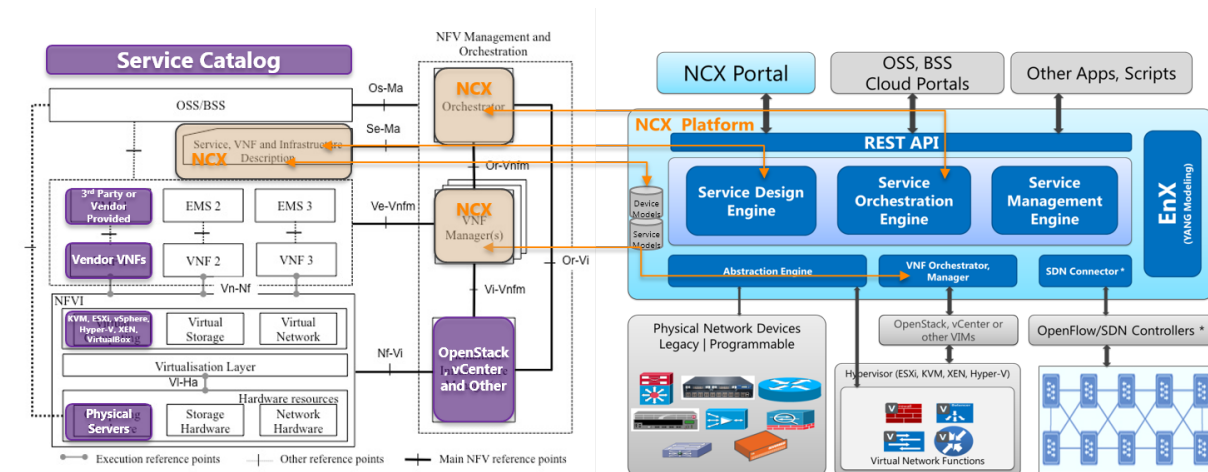 Service Catalog
NFV Management and
Orchestration
OSS/BSS
Os-Ma
NCX
Orchestrator
Se-Ma
Service, VNF and Infrastructure
NCX
Description
Or-Vnfm
3rd Party or
Vendor
Provided
EMS 2
EMS 3
Ve-Vnfm
NCX
VNF
Manager(s)
Vendor VNFs
VNF 2
VNF 3
Or-Vi
Vn-Nf
Vi-Vnfm
NFVI
KVM, ESXi, vSphere,
Hyper-V, XEN,
VirtualBox
Virtual
Storage
Virtual
Network
Nf-Vi
OpenStack
, vCenter
and Other
Virtualisation Layer
Vl-Ha
Hardware resources
Physical
Servers
Storage
Hardware
Network
Hardware
Execution reference points
Other reference points
Main NFV reference points
NCX Portal
OSS, BSS
Cloud Portals
Other Apps, Scripts
NCX Platform
REST API
Device
Models
Service
Models
Service Design
Engine
Service
Orchestration
Engine
Service
Management
Engine
EnX
(YANG Modeling)
Abstraction Engine
VNF Orchestrator,
Manager
SDN Connector *
Physical Network Devices
Legacy | Programmable
OpenStack, vCenter or
other VIMs
OpenFlow/SDN Controllers *
Hypervisor (ESXi, KVM, XEN, Hyper-V)
V
V
V
V
Virtual Network Functions